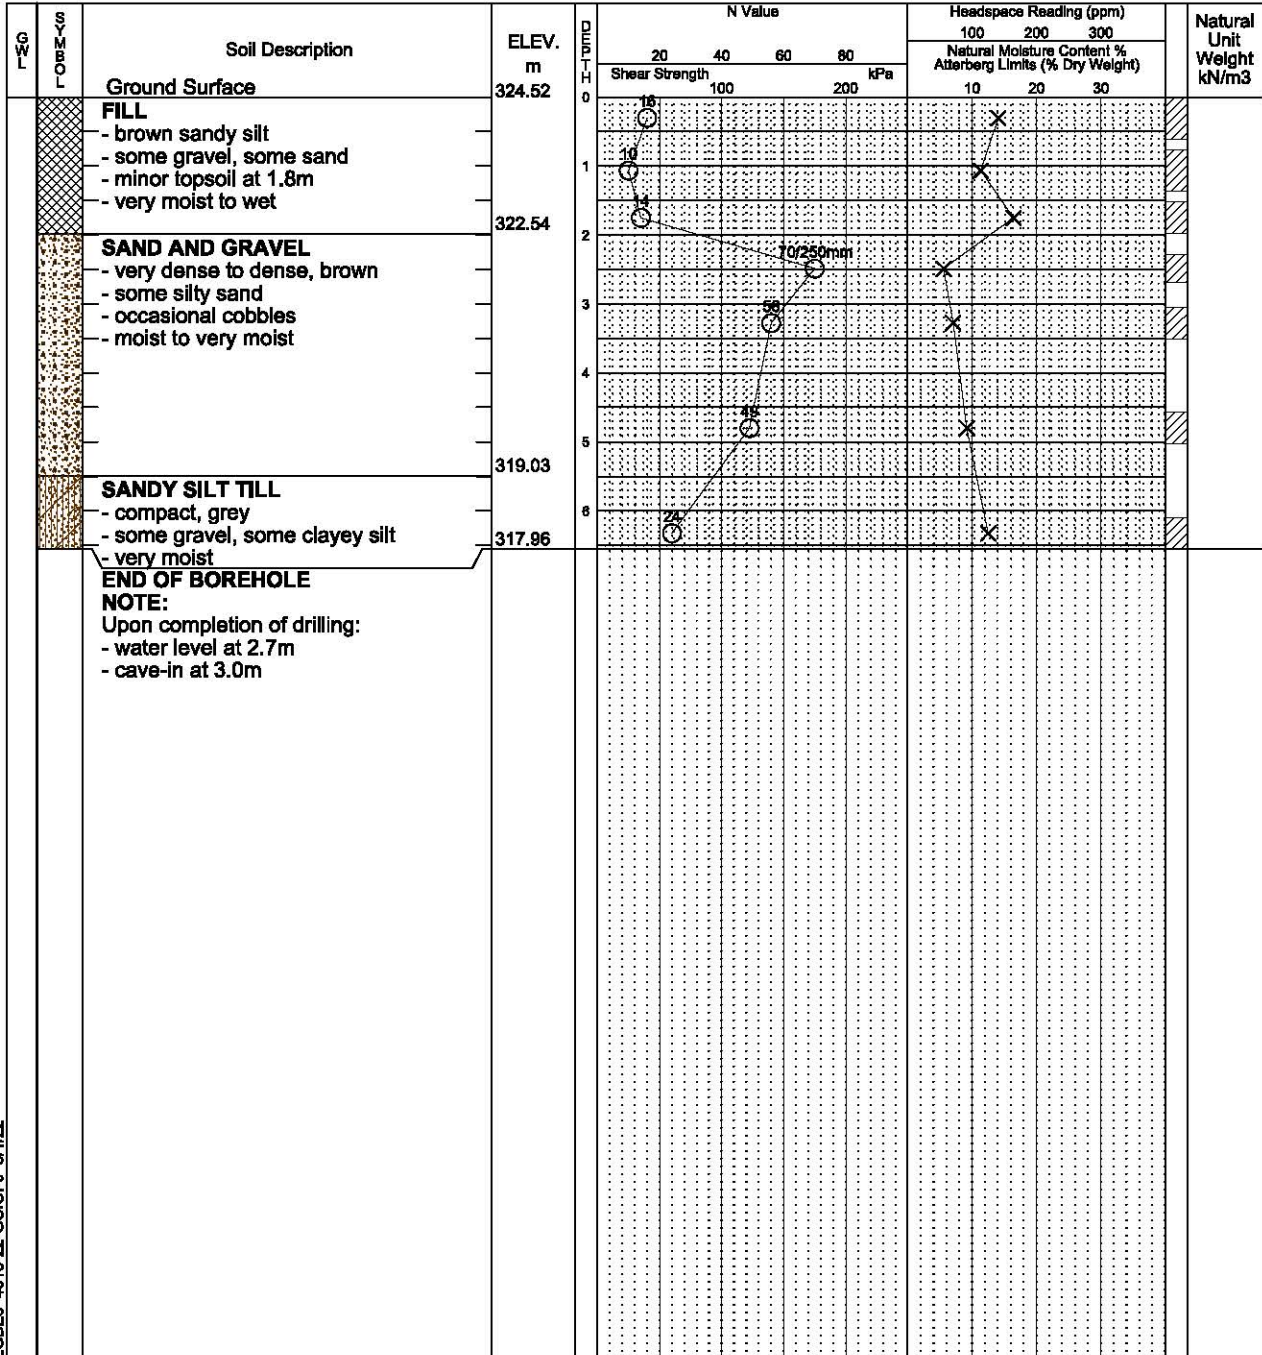 GWL
SYMBOL
Soil Description
ELEV.
m
DEPTH
N Value
20 40 60 80
Shear Strength kPa
100 200
Headspace Reading (ppm)
100 200 300
Natural Moisture Content %
Atterberg Limits (% Dry Weight)
10 20 30
Natural
Unit
Weight
kN/m3
Ground Surface
324.52
0
FILL
- brown sandy silt
- some gravel, some sand
- minor topsoil at 1.8m
- very moist to wet
322.54
16
10
1
14
2
SAND AND GRAVEL
- very dense to dense, brown
- some silty sand
- occasional cobbles
- moist to very moist
70/250mm
3
4
5
319.03
SANDY SILT TILL
- compact, grey
- some gravel, some clayey silt
- very moist
317.96
6
24
END OF BOREHOLE
NOTE:
Upon completion of drilling:
- water level at 2.7m
- cave-in at 3.0m